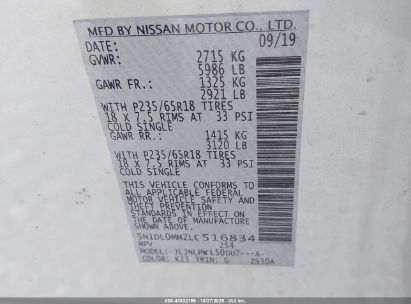 MFD BY NISSAN MOTOR CO., LTD.
DATE: 09/19
GVWR: 2715 KG
5986 LB
GAWR FR.: 1325 KG
2921 LB
WITH P235/65R18 TIRES
18 X 7.5 RIMS AT 33 PSI
COLD SINGLE
GAWR RR.: 1415 KG
3120 LB
WITH P235/65R18 TIRES
18 X 7.5 RIMS AT 33 PSI
COLD SINGLE
THIS VEHICLE CONFORMS TO
ALL APPLICABLE FEDERAL
MOTOR VEHICLE SAFETY AND
THEFT PREVENTION
STANDARDS IN EFFECT ON
THE DATE OF MANUFACTURE
SHOWN ABOVE.
5N1DL0MM2LC516834
MPV 254
MODEL: JLJNLPWL50UU7---A-
COLOR: K23 TRIM: G